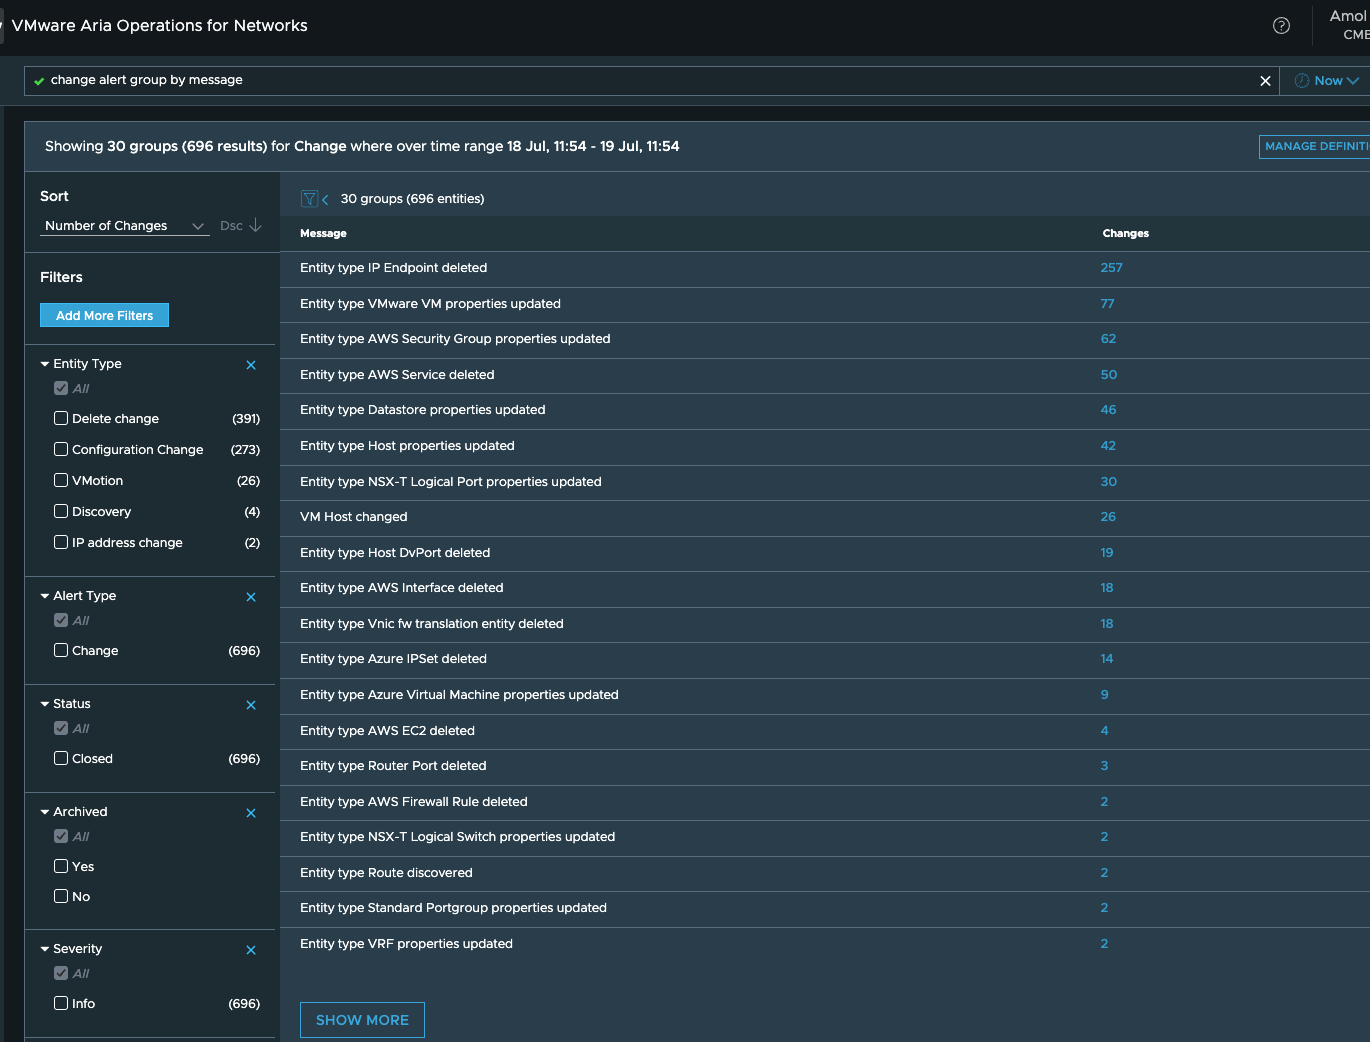 VMware Aria Operations for Networks
Amol
CME
change alert group by message
Now
Showing 30 groups (696 results) for Change where over time range 18 Jul, 11:54 - 19 Jul, 11:54
MANAGE DEFINITI
Sort
Number of Changes Dsc
Filters
Add More Filters
Entity Type
All
Delete change (391)
Configuration Change (273)
VMotion (26)
Discovery (4)
IP address change (2)
Alert Type
All
Change (696)
Status
All
Closed (696)
Archived
All
Yes
No
Severity
All
Info (696)
30 groups (696 entities)
Message Changes
Entity type IP Endpoint deleted 257
Entity type VMware VM properties updated 77
Entity type AWS Security Group properties updated 62
Entity type AWS Service deleted 50
Entity type Datastore properties updated 46
Entity type Host properties updated 42
Entity type NSX-T Logical Port properties updated 30
VM Host changed 26
Entity type Host DvPort deleted 19
Entity type AWS Interface deleted 18
Entity type Vnic fw translation entity deleted 18
Entity type Azure IPSet deleted 14
Entity type Azure Virtual Machine properties updated 9
Entity type AWS EC2 deleted 4
Entity type Router Port deleted 3
Entity type AWS Firewall Rule deleted 2
Entity type NSX-T Logical Switch properties updated 2
Entity type Route discovered 2
Entity type Standard Portgroup properties updated 2
Entity type VRF properties updated 2
SHOW MORE